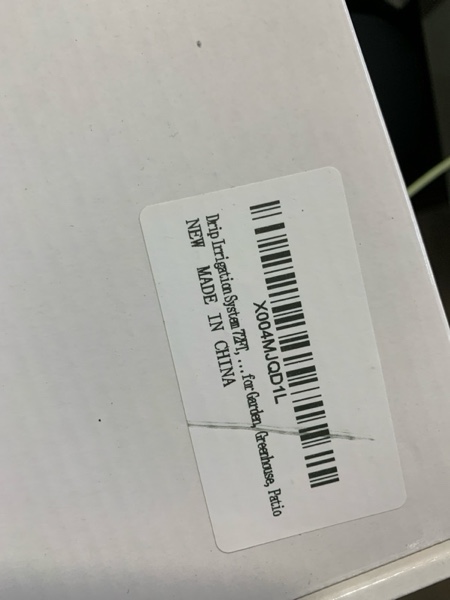 X004MJQD1L
Drip Irrigation System 72FT, ...for Garden, Greenhouse, Patio
NEW MADE IN CHINA